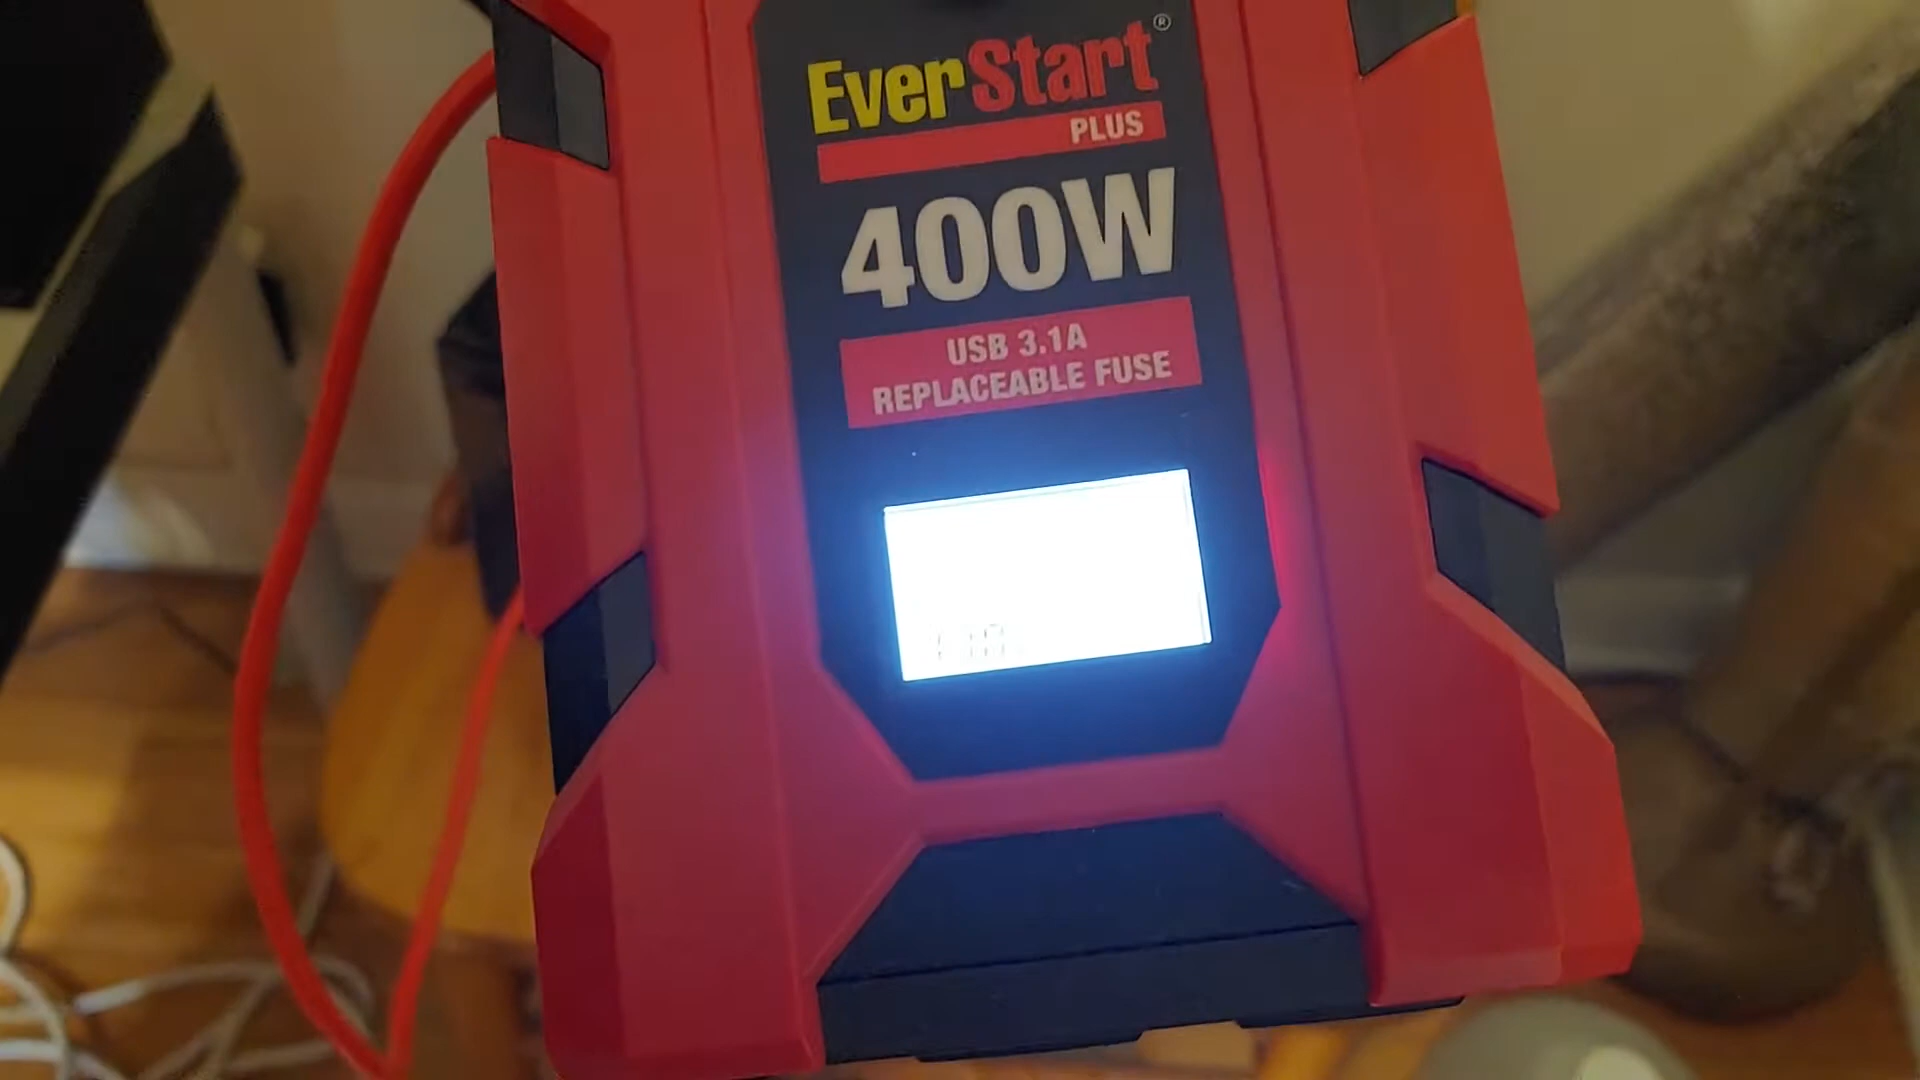 EverStart®
PLUS
400W
USB 3.1A
REPLACEABLE FUSE